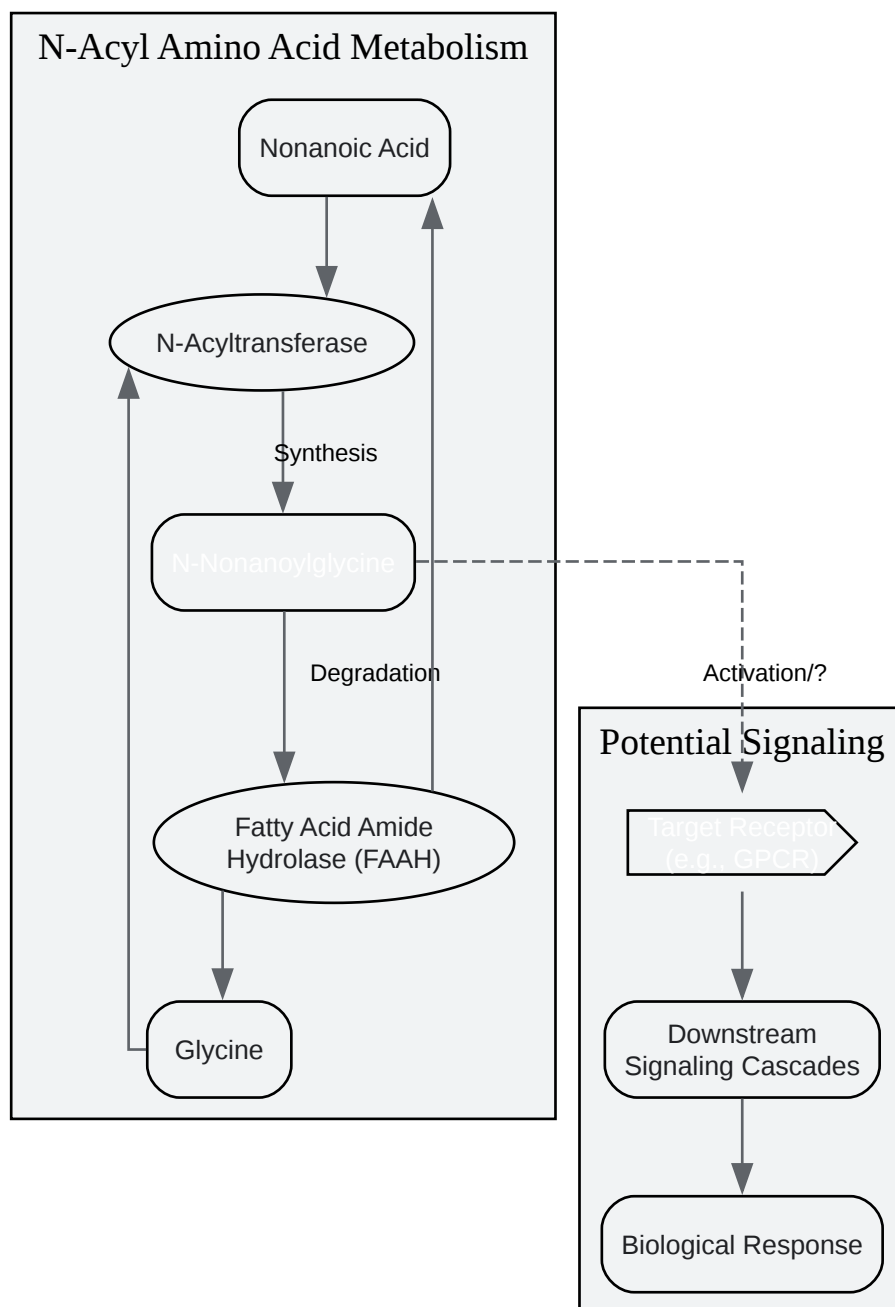 N-Acyl Amino Acid Metabolism
Nonanoic Acid
N-Acyltransferase
Synthesis
N-Nonanoylglycine
Degradation
Fatty Acid Amide
Hydrolase (FAAH)
Glycine
Activation/?
Potential Signaling
Target Receptor
(e.g., GPCR)
Downstream
Signaling Cascades
Biological Response